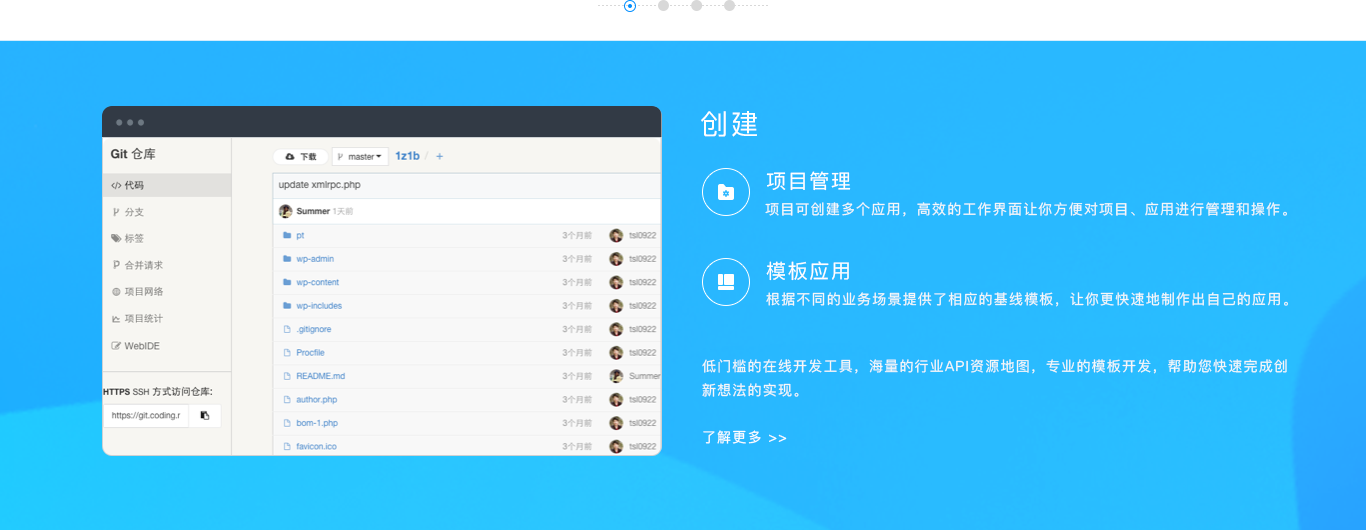 Git 仓库
代码
分支
标签
合并请求
项目网络
项目统计
WebIDE
HTTPS SSH 方式访问仓库:
https://git.coding.r
下载 master 1z1b / +
update xmlrpc.php
Summer 1天前
pt 3个月前 tsl0922
wp-admin 3个月前 tsl0922
wp-content 3个月前 tsl0922
wp-includes 3个月前 tsl0922
.gitignore 3个月前 tsl0922
Procfile 3个月前 tsl0922
README.md 3个月前 Summer
author.php 3个月前 tsl0922
bom-1.php 3个月前 tsl0922
favicon.ico 3个月前 tsl0922
创建
项目管理
项目可创建多个应用，高效的工作界面让你方便对项目、应用进行管理和操作。
模板应用
根据不同的业务场景提供了相应的基线模板，让你更快速地制作出自己的应用。
低门槛的在线开发工具，海量的行业API资源地图，专业的模板开发，帮助您快速完成创
新想法的实现。
了解更多 >>